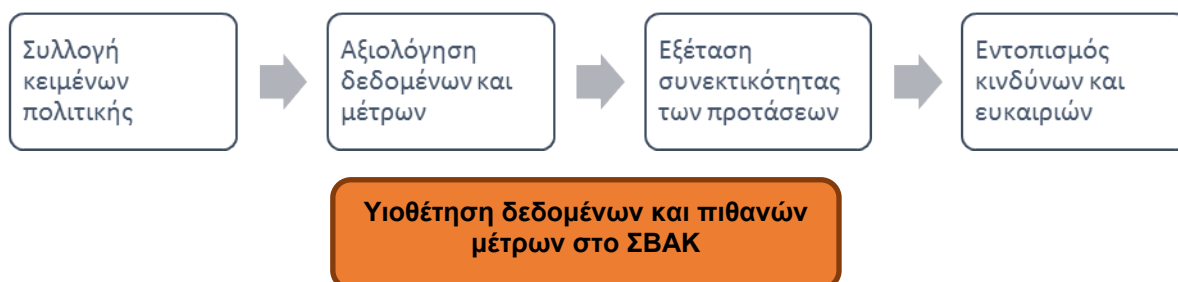 Συλλογή
κειμένων
πολιτικής
Αξιολόγηση
δεδομένων και
μέτρων
Εξέταση
συνεκτικότητας
των προτάσεων
Εντοπισμός
κινδύνων και
ευκαιριών
Υιοθέτηση δεδομένων και πιθανών
μέτρων στο ΣΒΑΚ